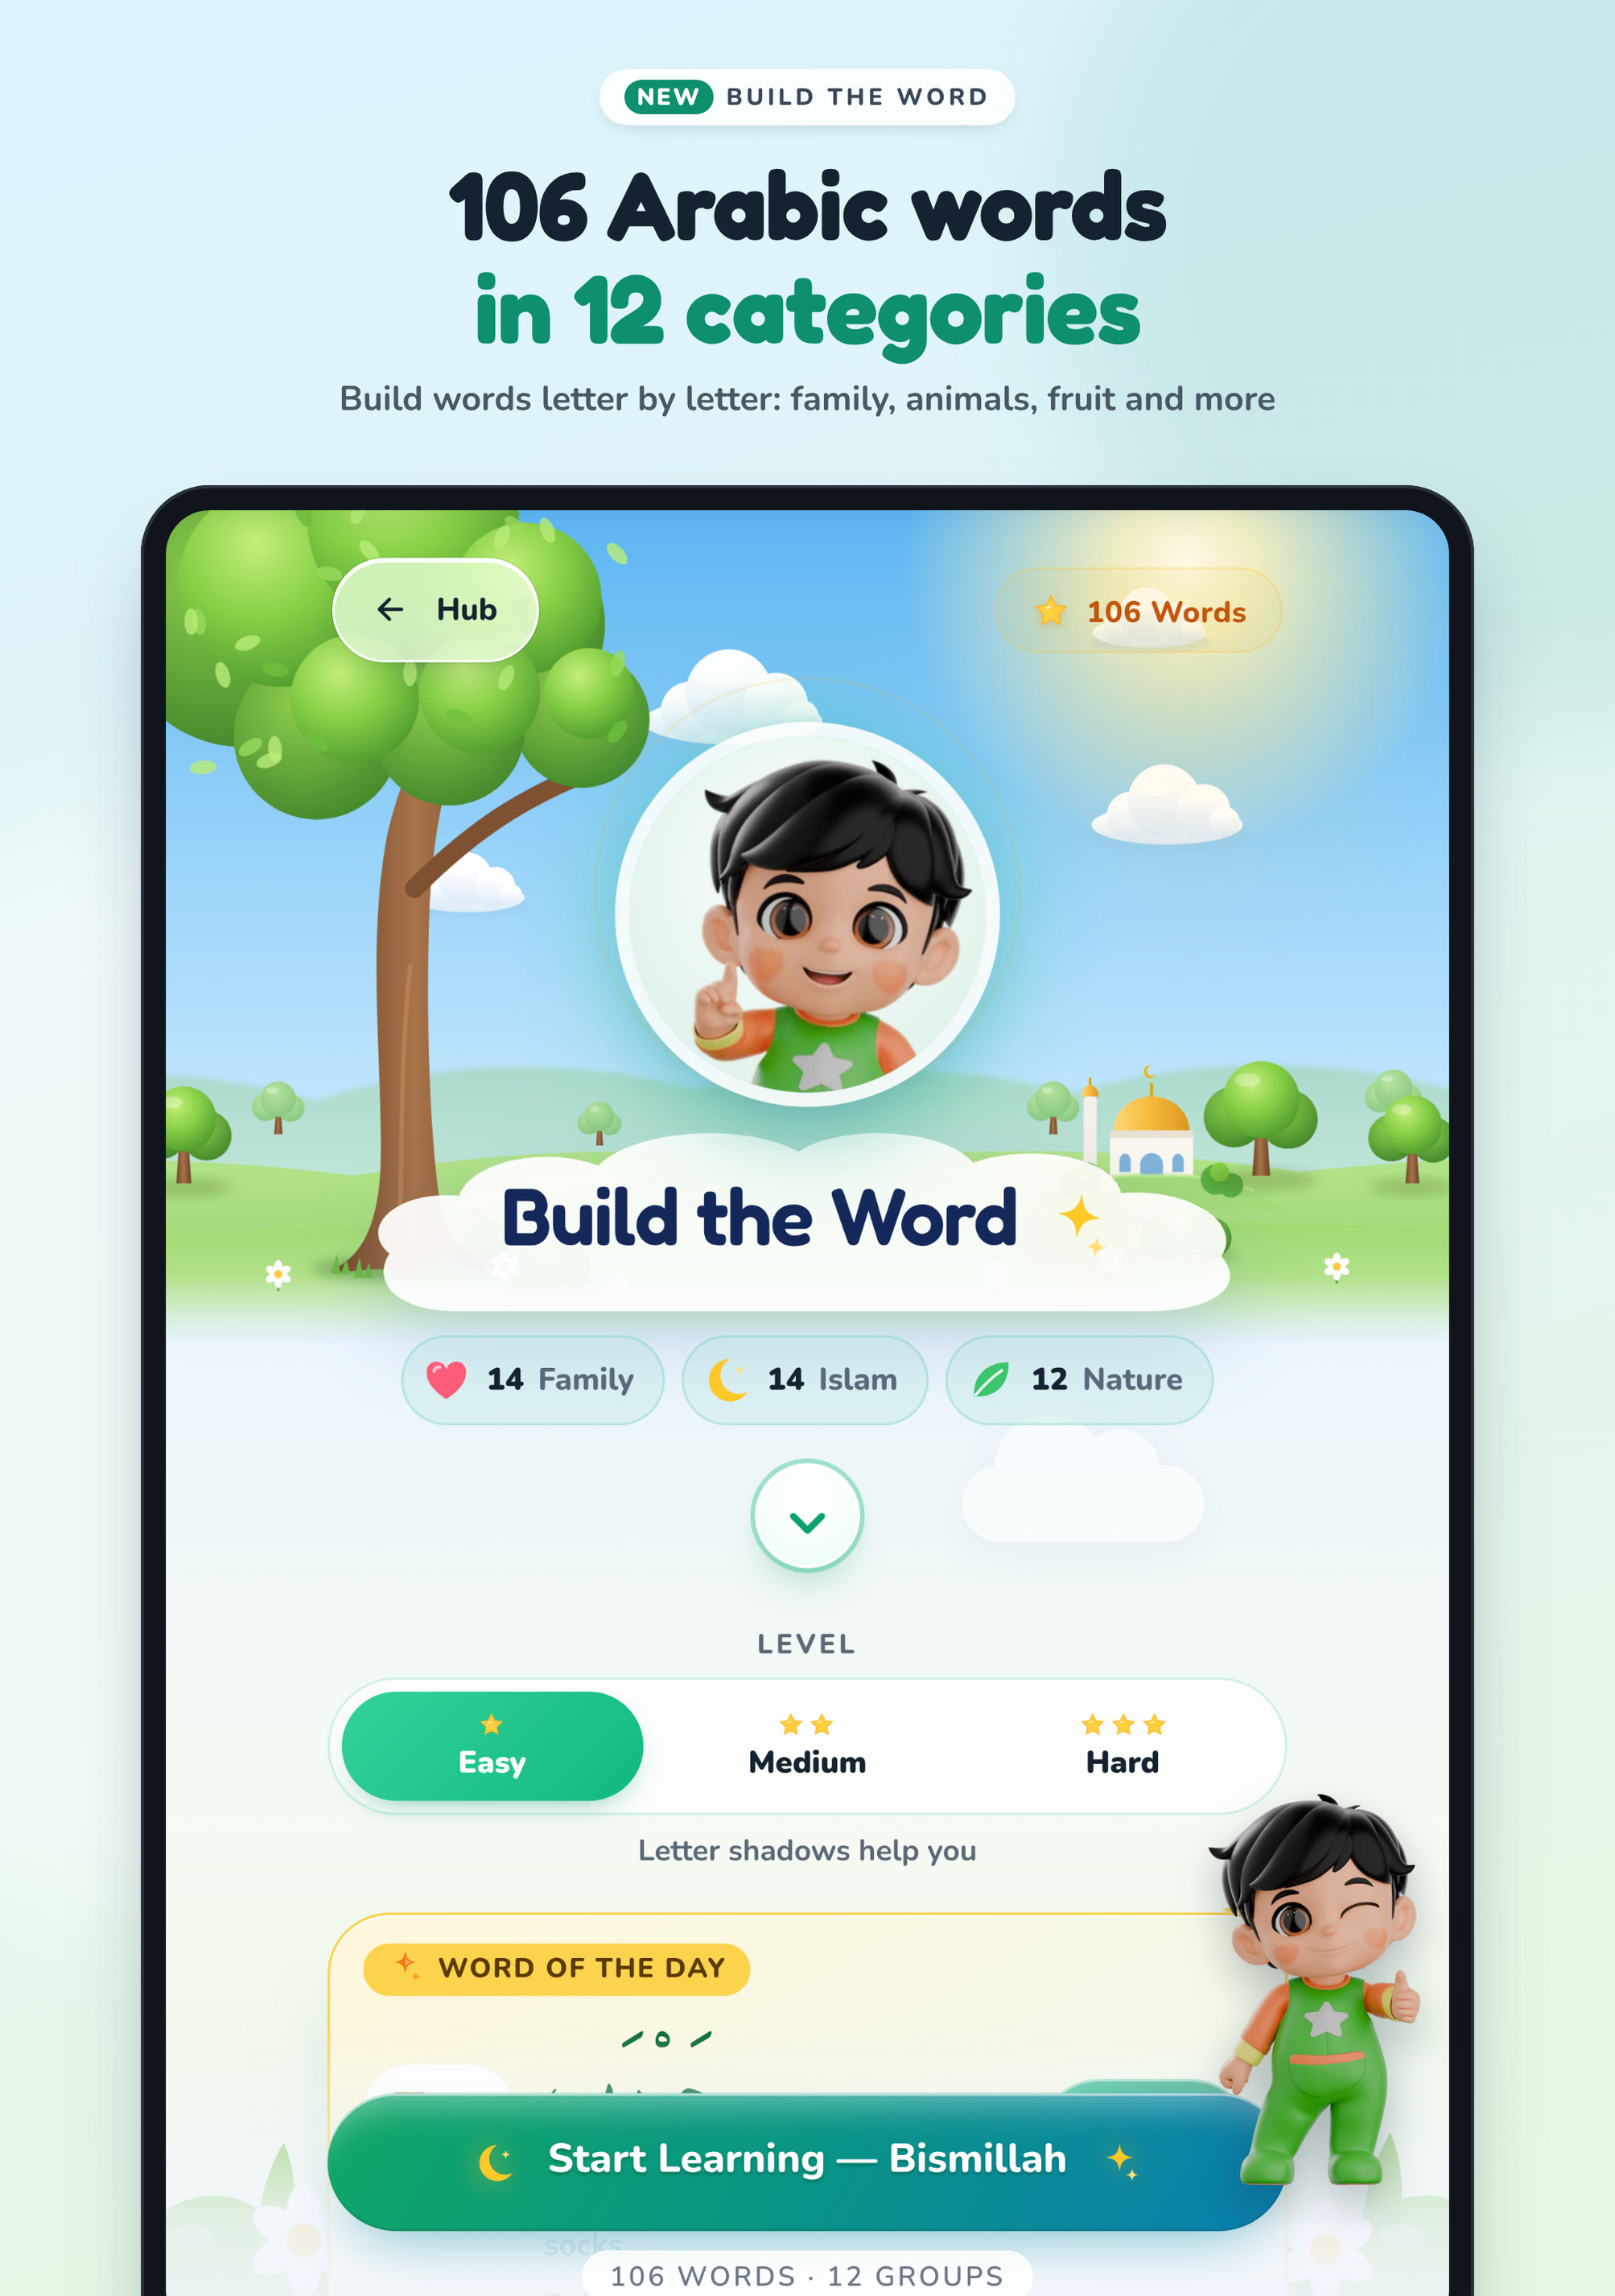 NEW BUILD THE WORD
106 Arabic words
in 12 categories
Build words letter by letter: family, animals, fruit and more
← Hub
106 Words
Build the Word
14 Family
14 Islam
12 Nature
LEVEL
Easy
Medium
Hard
Letter shadows help you
WORD OF THE DAY
Start Learning — Bismillah
socks
106 WORDS · 12 GROUPS